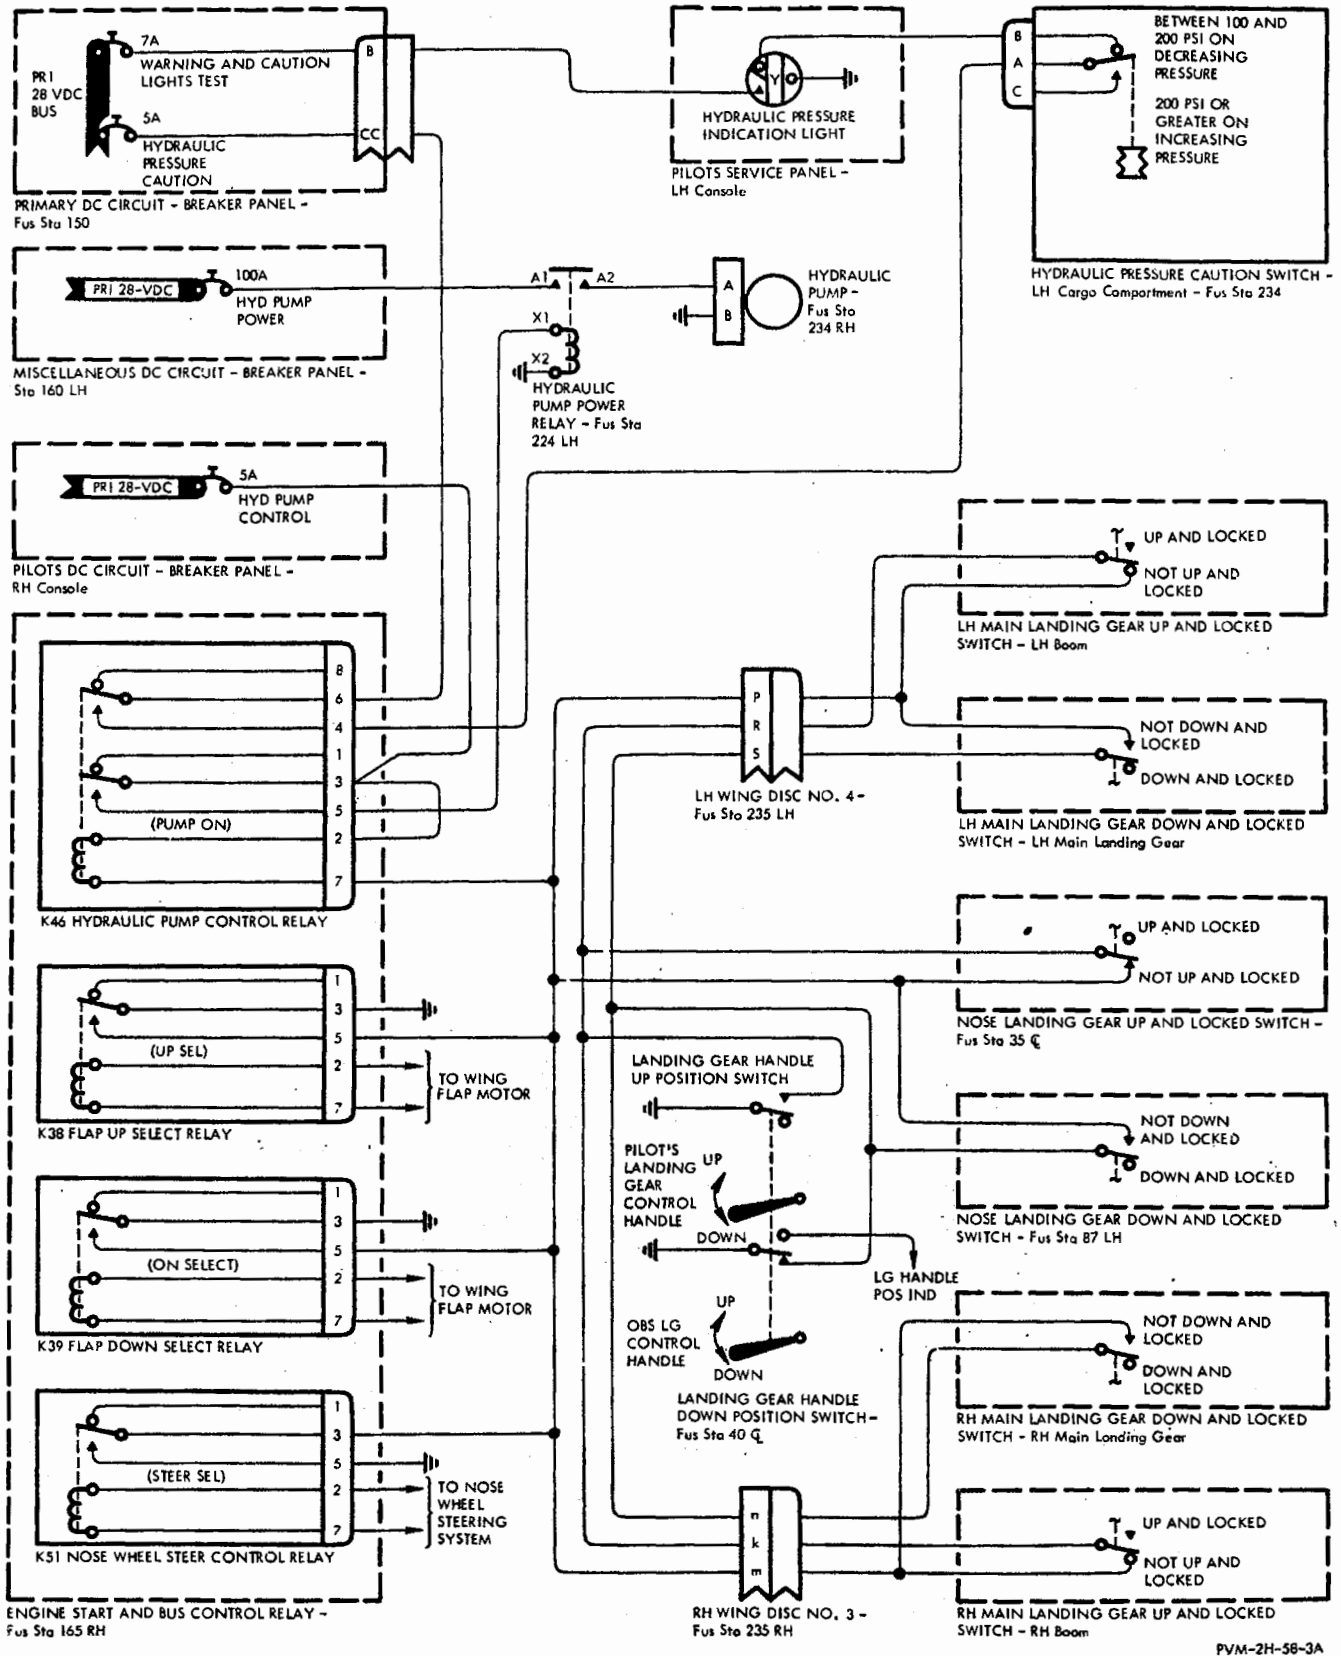 PRI
28 VDC
BUS
7A
WARNING AND CAUTION
LIGHTS TEST
5A
HYDRAULIC
PRESSURE
CAUTION
B
CC
PRIMARY DC CIRCUIT - BREAKER PANEL -
Fus Sta 150
Y
HYDRAULIC PRESSURE
INDICATION LIGHT
PILOTS SERVICE PANEL -
LH Console
B
A
C
BETWEEN 100 AND
200 PSI ON
DECREASING
PRESSURE
200 PSI OR
GREATER ON
INCREASING
PRESSURE
HYDRAULIC PRESSURE CAUTION SWITCH -
LH Cargo Compartment - Fus Sta 234
PRI 28-VDC
100A
HYD PUMP
POWER
MISCELLANEOUS DC CIRCUIT - BREAKER PANEL -
Sta 160 LH
A1
A2
X1
X2
HYDRAULIC
PUMP POWER
RELAY - Fus Sta
224 LH
A
B
HYDRAULIC
PUMP -
Fus Sta
234 RH
PRI 28-VDC
5A
HYD PUMP
CONTROL
PILOTS DC CIRCUIT - BREAKER PANEL -
RH Console
8
6
4
1
3
5
2
7
(PUMP ON)
K46 HYDRAULIC PUMP CONTROL RELAY
1
3
5
2
7
(UP SEL)
TO WING
FLAP MOTOR
K38 FLAP UP SELECT RELAY
1
3
5
2
7
(ON SELECT)
TO WING
FLAP MOTOR
K39 FLAP DOWN SELECT RELAY
1
3
5
2
7
(STEER SEL)
TO NOSE
WHEEL
STEERING
SYSTEM
K51 NOSE WHEEL STEER CONTROL RELAY
ENGINE START AND BUS CONTROL RELAY -
Fus Sta 165 RH
P
R
S
LH WING DISC NO. 4-
Fus Sta 235 LH
LANDING GEAR HANDLE
UP POSITION SWITCH
PILOT'S
LANDING
GEAR
CONTROL
HANDLE
UP
DOWN
LG HANDLE
POS IND
OBS LG
CONTROL
HANDLE
UP
DOWN
LANDING GEAR HANDLE
DOWN POSITION SWITCH-
Fus Sta 40 ℄
n
k
m
RH WING DISC NO. 3 -
Fus Sta 235 RH
UP AND LOCKED
NOT UP AND
LOCKED
LH MAIN LANDING GEAR UP AND LOCKED
SWITCH - LH Boom
NOT DOWN AND
LOCKED
DOWN AND LOCKED
LH MAIN LANDING GEAR DOWN AND LOCKED
SWITCH - LH Main Landing Gear
UP AND LOCKED
NOT UP AND LOCKED
NOSE LANDING GEAR UP AND LOCKED SWITCH -
Fus Sta 35 ℄
NOT DOWN
AND LOCKED
DOWN AND LOCKED
NOSE LANDING GEAR DOWN AND LOCKED
SWITCH - Fus Sta 87 LH
NOT DOWN AND
LOCKED
DOWN AND
LOCKED
RH MAIN LANDING GEAR DOWN AND LOCKED
SWITCH - RH Main Landing Gear
UP AND LOCKED
NOT UP AND
LOCKED
RH MAIN LANDING GEAR UP AND LOCKED
SWITCH - RH Boom
PVM-2H-58-3A